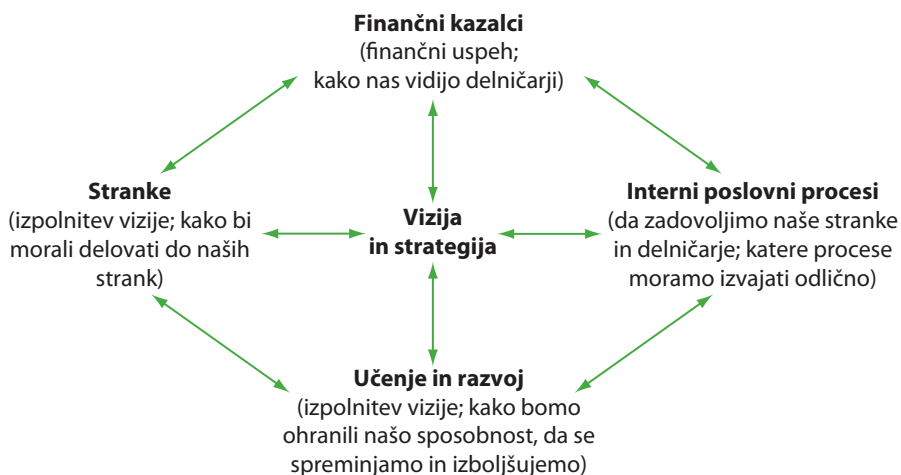 Finančni kazalci
(finančni uspeh;
kako nas vidijo delničarji)
Stranke
(izpolnitev vizije; kako bi
morali delovati do naših
strank)
Vizija
in strategija
Interni poslovni procesi
(da zadovoljimo naše stranke
in delničarje; katere procese
moramo izvajati odlično)
Učenje in razvoj
(izpolnitev vizije; kako bomo
ohranili našo sposobnost, da se
spreminjamo in izboljšujemo)